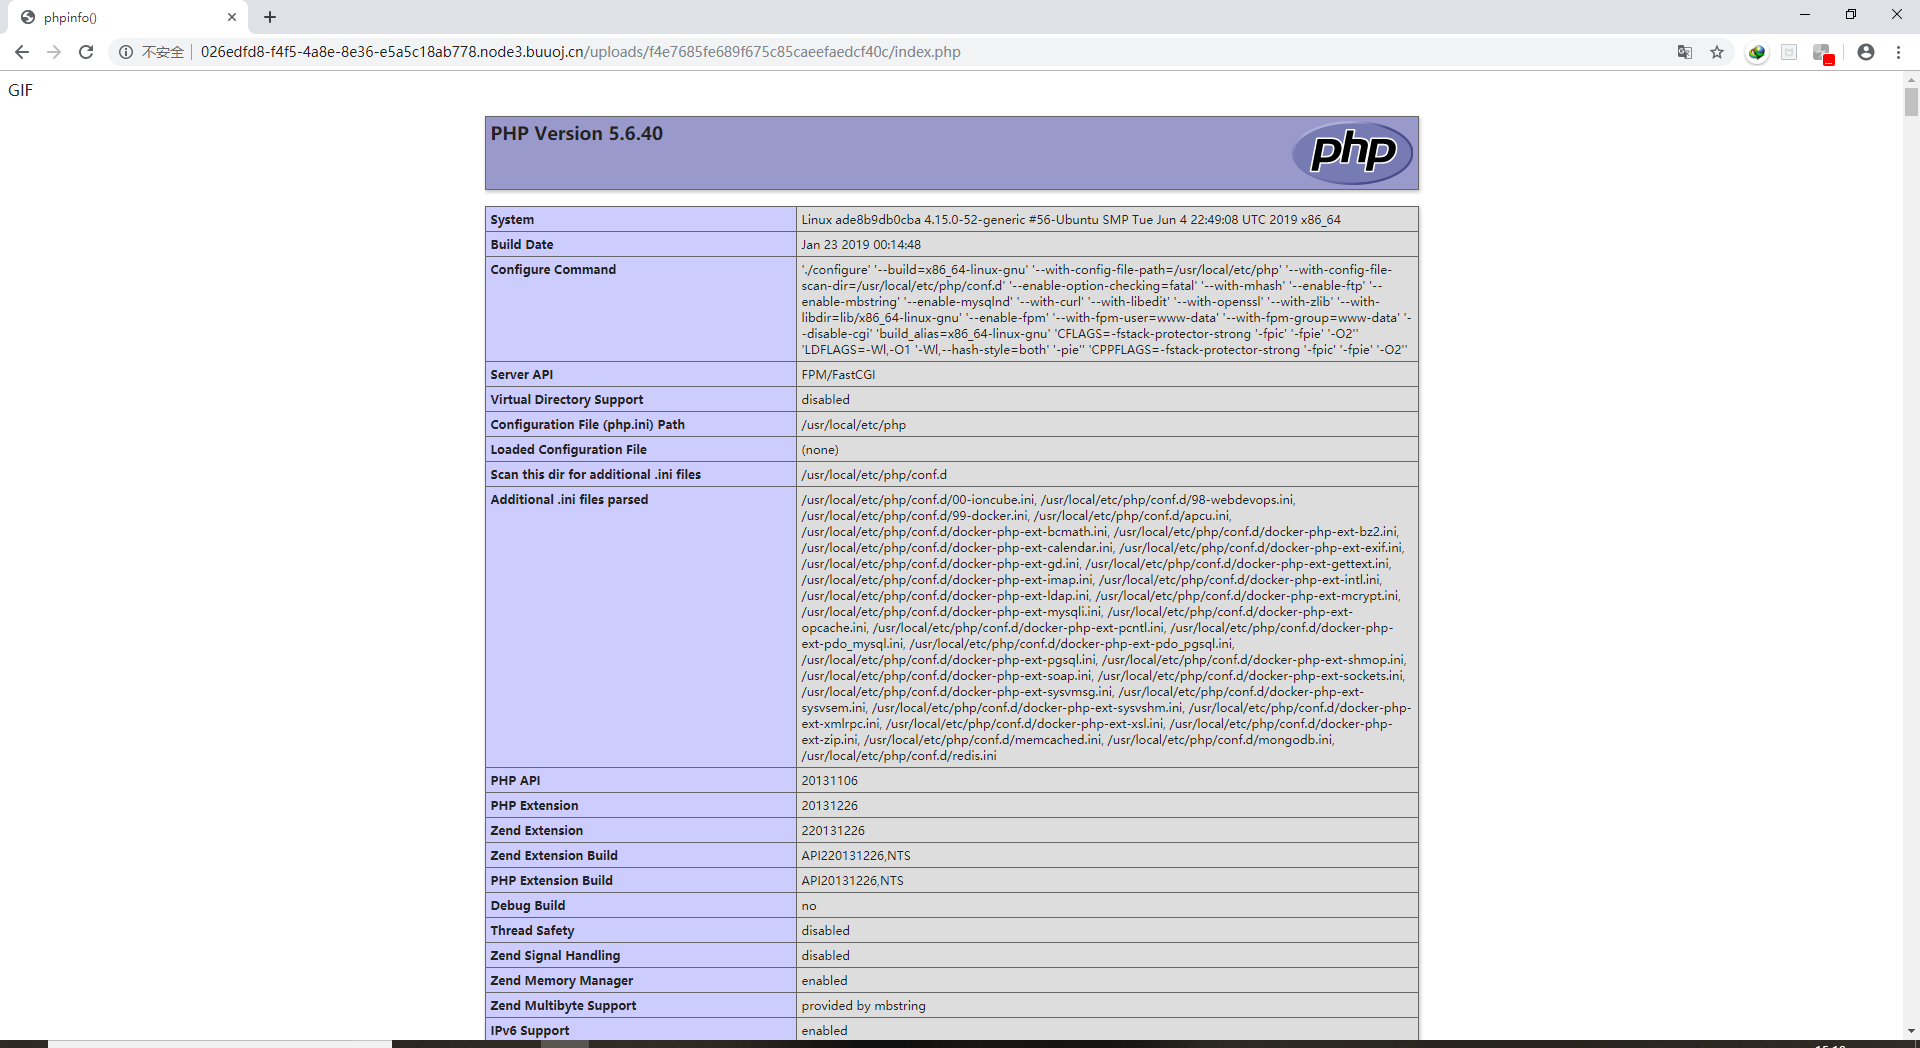 phpinfo()
不安全
026edfd8-f4f5-4a8e-8e36-e5a5c18ab778.node3.buuoj.cn/uploads/f4e7685fe689f675c85caeefaedcf40c/index.php
GIF
PHP Version 5.6.40
php
System Linux ade8b9db0cba 4.15.0-52-generic #56-Ubuntu SMP Tue Jun 4 22:49:08 UTC 2019 x86_64
Build Date Jan 23 2019 00:14:48
Configure Command './configure' '--build=x86_64-linux-gnu' '--with-config-file-path=/usr/local/etc/php' '--with-config-file-
scan-dir=/usr/local/etc/php/conf.d' '--enable-option-checking=fatal' '--with-mhash' '--enable-ftp' '--
enable-mbstring' '--enable-mysqlnd' '--with-curl' '--with-libedit' '--with-openssl' '--with-zlib' '--with-
libdir=lib/x86_64-linux-gnu' '--enable-fpm' '--with-fpm-user=www-data' '--with-fpm-group=www-data' '-
-disable-cgi' 'build_alias=x86_64-linux-gnu' 'CFLAGS=-fstack-protector-strong '-fpic' '-fpie' '-O2''
'LDFLAGS=-Wl,-O1 '-Wl,--hash-style=both' '-pie'' 'CPPFLAGS=-fstack-protector-strong '-fpic' '-fpie' '-O2''
Server API FPM/FastCGI
Virtual Directory Support disabled
Configuration File (php.ini) Path /usr/local/etc/php
Loaded Configuration File (none)
Scan this dir for additional .ini files /usr/local/etc/php/conf.d
Additional .ini files parsed /usr/local/etc/php/conf.d/00-ioncube.ini, /usr/local/etc/php/conf.d/98-webdevops.ini,
/usr/local/etc/php/conf.d/99-docker.ini, /usr/local/etc/php/conf.d/apcu.ini,
/usr/local/etc/php/conf.d/docker-php-ext-bcmath.ini, /usr/local/etc/php/conf.d/docker-php-ext-bz2.ini,
/usr/local/etc/php/conf.d/docker-php-ext-calendar.ini, /usr/local/etc/php/conf.d/docker-php-ext-exif.ini,
/usr/local/etc/php/conf.d/docker-php-ext-gd.ini, /usr/local/etc/php/conf.d/docker-php-ext-gettext.ini,
/usr/local/etc/php/conf.d/docker-php-ext-imap.ini, /usr/local/etc/php/conf.d/docker-php-ext-intl.ini,
/usr/local/etc/php/conf.d/docker-php-ext-ldap.ini, /usr/local/etc/php/conf.d/docker-php-ext-mcrypt.ini,
/usr/local/etc/php/conf.d/docker-php-ext-mysqli.ini, /usr/local/etc/php/conf.d/docker-php-ext-
opcache.ini, /usr/local/etc/php/conf.d/docker-php-ext-pcntl.ini, /usr/local/etc/php/conf.d/docker-php-
ext-pdo_mysql.ini, /usr/local/etc/php/conf.d/docker-php-ext-pdo_pgsql.ini,
/usr/local/etc/php/conf.d/docker-php-ext-pgsql.ini, /usr/local/etc/php/conf.d/docker-php-ext-shmop.ini,
/usr/local/etc/php/conf.d/docker-php-ext-soap.ini, /usr/local/etc/php/conf.d/docker-php-ext-sockets.ini,
/usr/local/etc/php/conf.d/docker-php-ext-sysvmsg.ini, /usr/local/etc/php/conf.d/docker-php-ext-
sysvsem.ini, /usr/local/etc/php/conf.d/docker-php-ext-sysvshm.ini, /usr/local/etc/php/conf.d/docker-php-
ext-xmlrpc.ini, /usr/local/etc/php/conf.d/docker-php-ext-xsl.ini, /usr/local/etc/php/conf.d/docker-php-
ext-zip.ini, /usr/local/etc/php/conf.d/memcached.ini, /usr/local/etc/php/conf.d/mongodb.ini,
/usr/local/etc/php/conf.d/redis.ini
PHP API 20131106
PHP Extension 20131226
Zend Extension 220131226
Zend Extension Build API220131226,NTS
PHP Extension Build API20131226,NTS
Debug Build no
Thread Safety disabled
Zend Signal Handling disabled
Zend Memory Manager enabled
Zend Multibyte Support provided by mbstring
IPv6 Support enabled